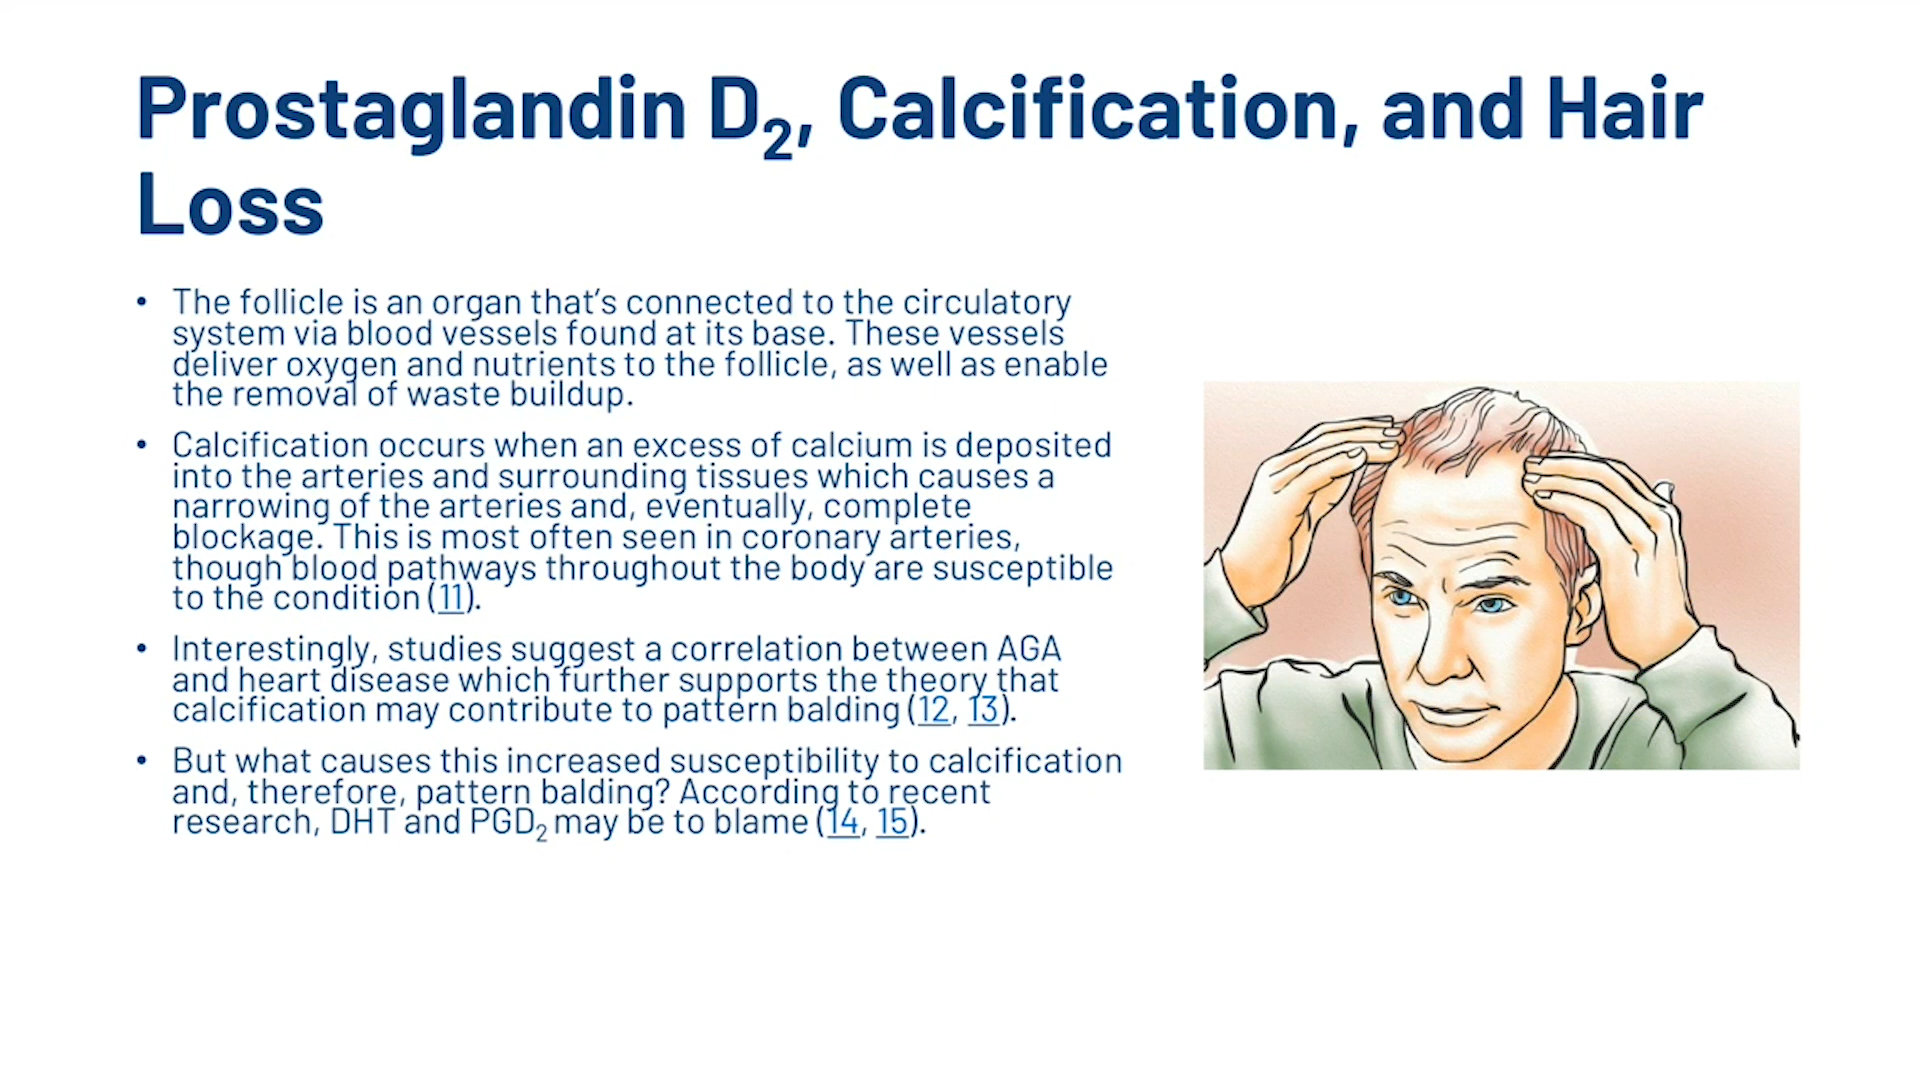 Prostaglandin D₂, Calcification, and Hair
Loss
• The follicle is an organ that's connected to the circulatory
system via blood vessels found at its base. These vessels
deliver oxygen and nutrients to the follicle, as well as enable
the removal of waste buildup.
• Calcification occurs when an excess of calcium is deposited
into the arteries and surrounding tissues which causes a
narrowing of the arteries and, eventually, complete
blockage. This is most often seen in coronary arteries,
though blood pathways throughout the body are susceptible
to the condition (11).
• Interestingly, studies suggest a correlation between AGA
and heart disease which further supports the theory that
calcification may contribute to pattern balding (12, 13).
• But what causes this increased susceptibility to calcification
and, therefore, pattern balding? According to recent
research, DHT and PGD₂ may be to blame (14, 15).